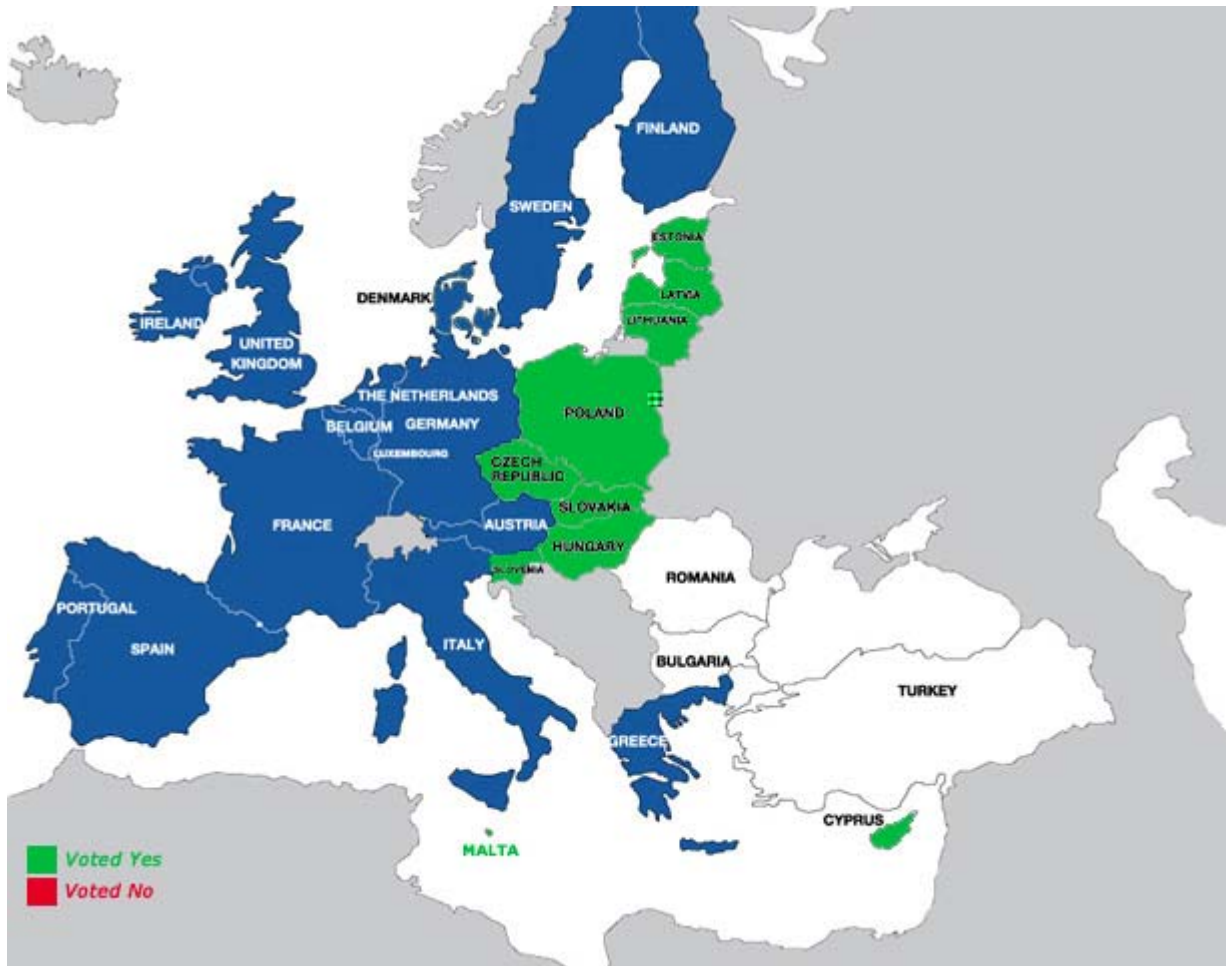 FINLAND
SWEDEN
ESTONIA
DENMARK
LATVIA
IRELAND
LITHUANIA
UNITED
KINGDOM
THE NETHERLANDS
POLAND
BELGIUM
GERMANY
LUXEMBOURG
CZECH
REPUBLIC
SLOVAKIA
FRANCE
AUSTRIA
HUNGARY
SLOVENIA
ROMANIA
PORTUGAL
SPAIN
ITALY
BULGARIA
TURKEY
GREECE
CYPRUS
MALTA
Voted Yes
Voted No